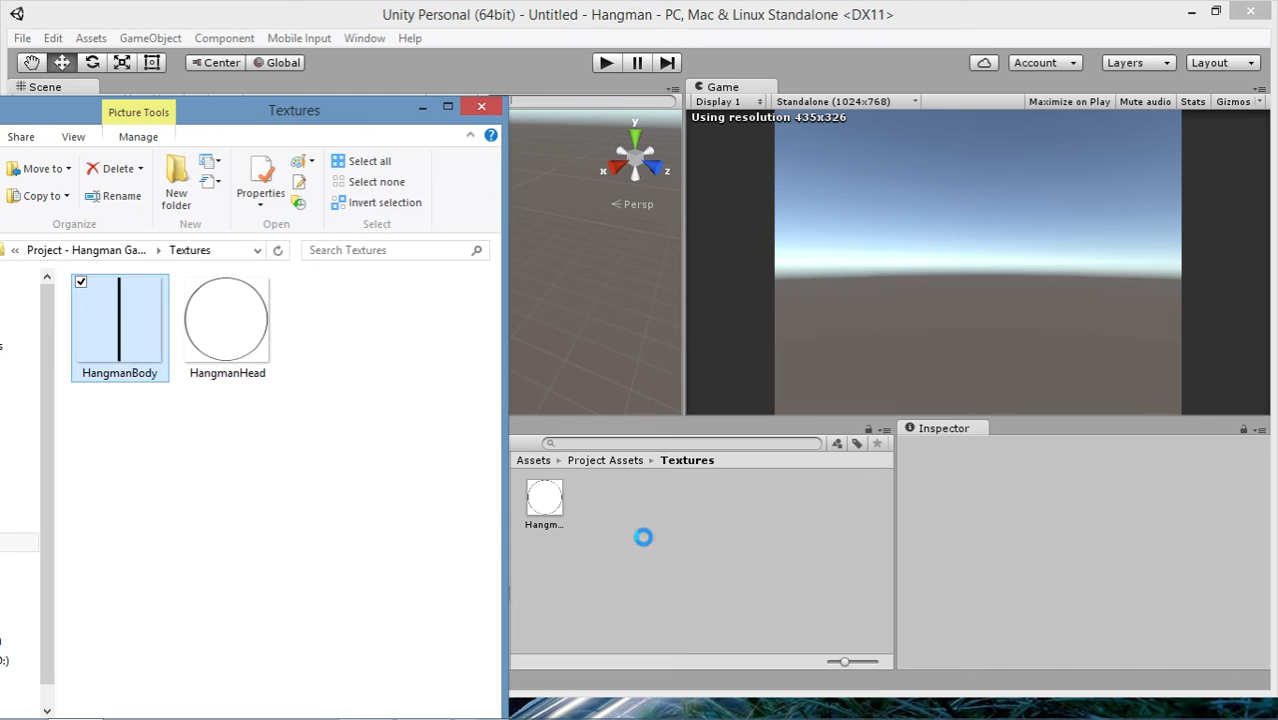 Unity Personal (64bit) - Untitled - Hangman - PC, Mac & Linux Standalone <DX11>
File Edit Assets GameObject Component Mobile Input Window Help
Center Global Account Layers Layout
Scene
Game
Display 1 Standalone (1024x768) Maximize on Play Mute audio Stats Gizmos
Using resolution 435x326
y
x
z
Persp
Picture Tools Textures
Share View Manage
Move to Delete
Copy to Rename
New folder
Properties
Select all
Select none
Invert selection
Organize New Open Select
« Project - Hangman Ga... Textures Search Textures
HangmanBody HangmanHead
D:)
Inspector
Assets Project Assets Textures
Hangm...